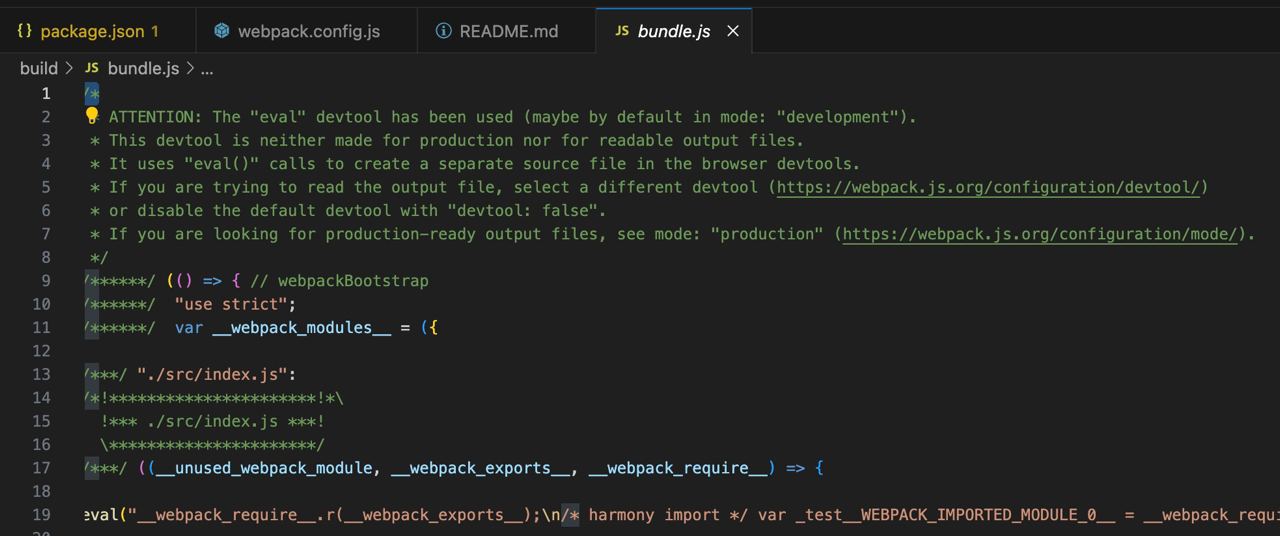 {} package.json 1 webpack.config.js README.md JS bundle.js ×
build > JS bundle.js > ...
1 /*
2 ATTENTION: The "eval" devtool has been used (maybe by default in mode: "development").
3 * This devtool is neither made for production nor for readable output files.
4 * It uses "eval()" calls to create a separate source file in the browser devtools.
5 * If you are trying to read the output file, select a different devtool (https://webpack.js.org/configuration/devtool/)
6 * or disable the default devtool with "devtool: false".
7 * If you are looking for production-ready output files, see mode: "production" (https://webpack.js.org/configuration/mode/).
8 */
9 /******/ (() => { // webpackBootstrap
10 /******/ "use strict";
11 /******/ var __webpack_modules__ = ({
12
13 /***/ "./src/index.js":
14 /*!**********************!*\
15 !*** ./src/index.js ***!
16 \**********************/
17 /***/ ((__unused_webpack_module, __webpack_exports__, __webpack_require__) => {
18
19 eval("__webpack_require__.r(__webpack_exports__);\n/* harmony import */ var _test__WEBPACK_IMPORTED_MODULE_0__ = __webpack_requi